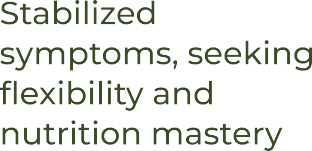 Stabilized
symptoms, seeking
flexibility and
nutrition mastery